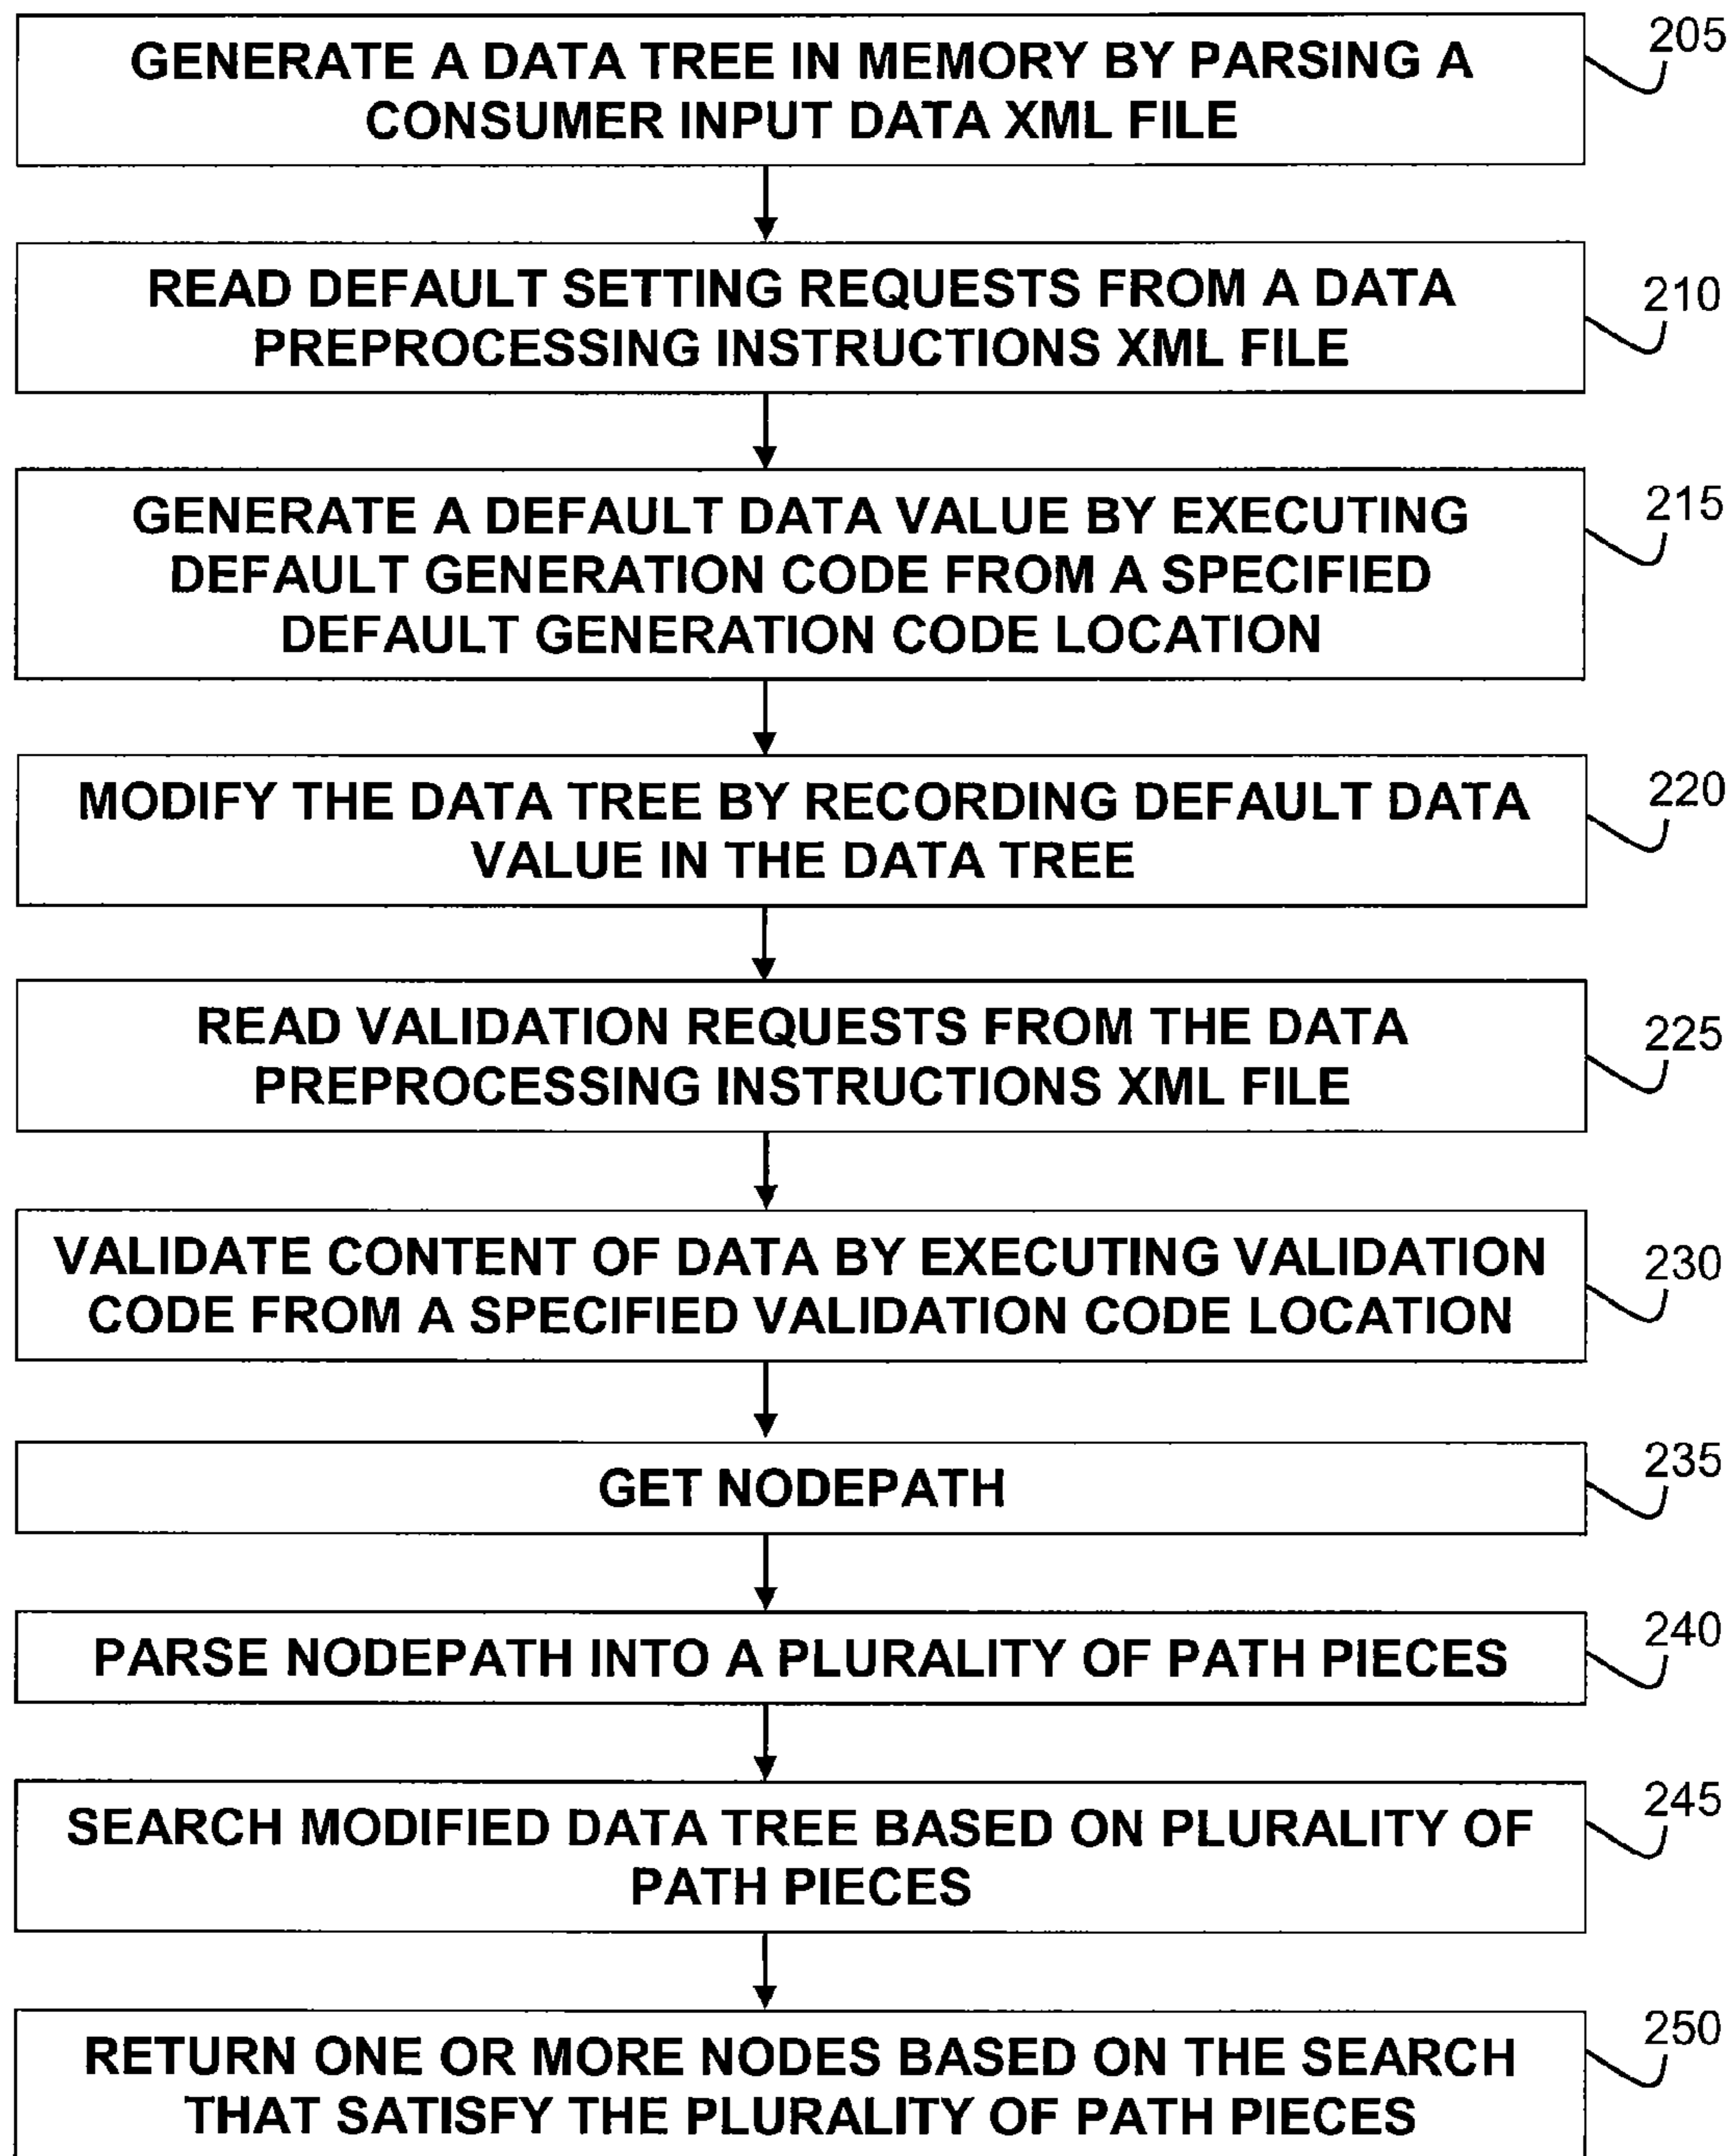 GENERATE A DATA TREE IN MEMORY BY PARSING A
CONSUMER INPUT DATA XML FILE
205
READ DEFAULT SETTING REQUESTS FROM A DATA
PREPROCESSING INSTRUCTIONS XML FILE
210
GENERATE A DEFAULT DATA VALUE BY EXECUTING
DEFAULT GENERATION CODE FROM A SPECIFIED
DEFAULT GENERATION CODE LOCATION
215
MODIFY THE DATA TREE BY RECORDING DEFAULT DATA
VALUE IN THE DATA TREE
220
READ VALIDATION REQUESTS FROM THE DATA
PREPROCESSING INSTRUCTIONS XML FILE
225
VALIDATE CONTENT OF DATA BY EXECUTING VALIDATION
CODE FROM A SPECIFIED VALIDATION CODE LOCATION
230
GET NODEPATH
235
PARSE NODEPATH INTO A PLURALITY OF PATH PIECES
240
SEARCH MODIFIED DATA TREE BASED ON PLURALITY OF
PATH PIECES
245
RETURN ONE OR MORE NODES BASED ON THE SEARCH
THAT SATISFY THE PLURALITY OF PATH PIECES
250